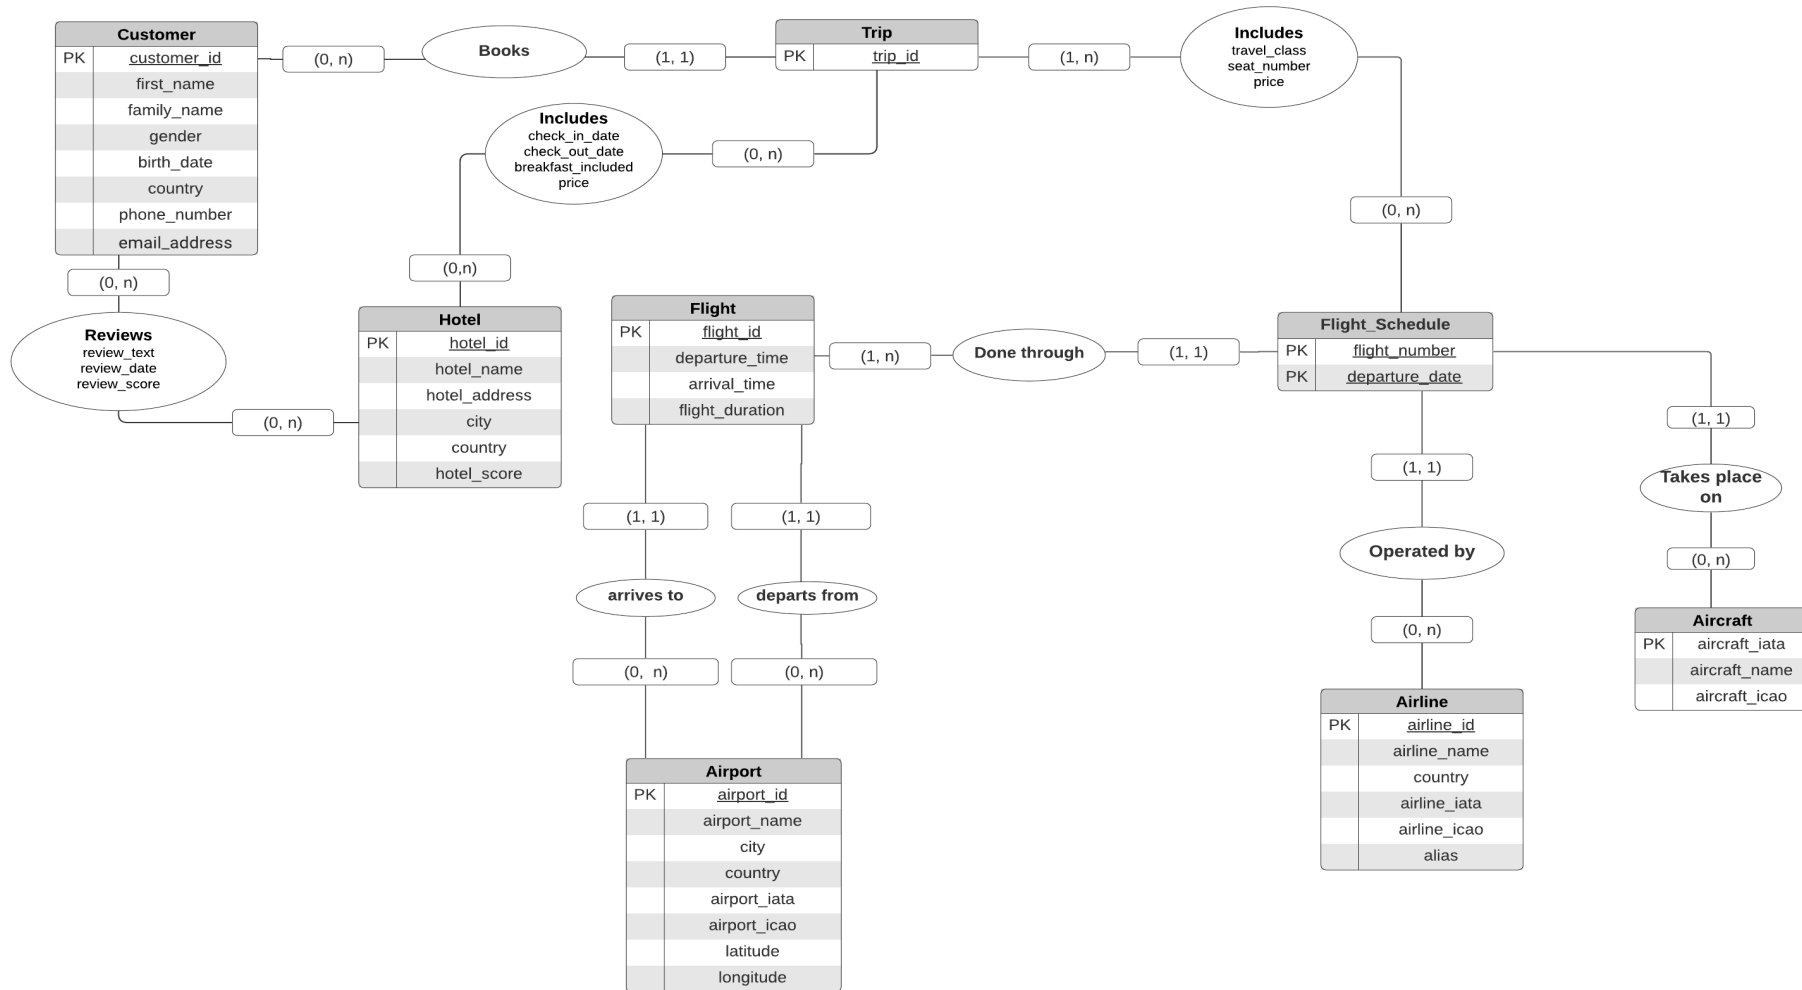 Customer
PK customer_id
first_name
family_name
gender
birth_date
country
phone_number
email_address
(0, n)
Books
(1, 1)
Trip
PK trip_id
(1, n)
Includes
travel_class
seat_number
price
(0, n)
Includes
check_in_date
check_out_date
breakfast_included
price
(0, n)
(0,n)
(0, n)
Reviews
review_text
review_date
review_score
(0, n)
Hotel
PK hotel_id
hotel_name
hotel_address
city
country
hotel_score
Flight
PK flight_id
departure_time
arrival_time
flight_duration
(1, n)
Done through
(1, 1)
Flight_Schedule
PK flight_number
PK departure_date
(1, 1)
Takes place
on
(0, n)
Aircraft
PK aircraft_iata
aircraft_name
aircraft_icao
(1, 1)
Operated by
(0, n)
Airline
PK airline_id
airline_name
country
airline_iata
airline_icao
alias
(1, 1)
arrives to
(0, n)
(1, 1)
departs from
(0, n)
Airport
PK airport_id
airport_name
city
country
airport_iata
airport_icao
latitude
longitude